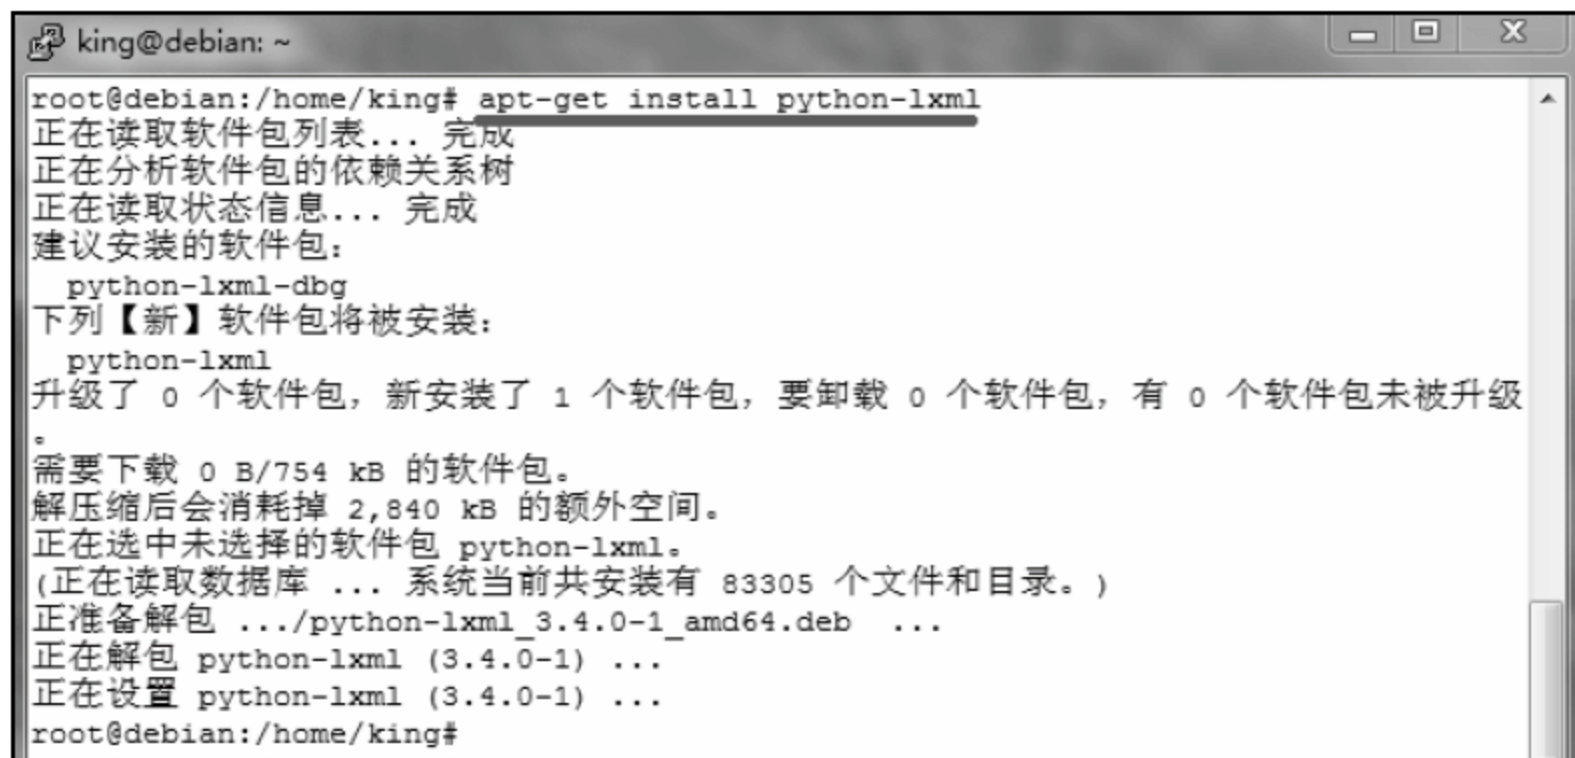 king@debian: ~
root@debian:/home/king# apt-get install python-lxml
正在读取软件包列表... 完成
正在分析软件包的依赖关系树
正在读取状态信息... 完成
建议安装的软件包：
  python-lxml-dbg
下列【新】软件包将被安装：
  python-lxml
升级了 0 个软件包，新安装了 1 个软件包，要卸载 0 个软件包，有 0 个软件包未被升级
。
需要下载 0 B/754 kB 的软件包。
解压缩后会消耗掉 2,840 kB 的额外空间。
正在选中未选择的软件包 python-lxml。
(正在读取数据库 ... 系统当前共安装有 83305 个文件和目录。)
正准备解包 .../python-lxml_3.4.0-1_amd64.deb  ...
正在解包 python-lxml (3.4.0-1) ...
正在设置 python-lxml (3.4.0-1) ...
root@debian:/home/king#